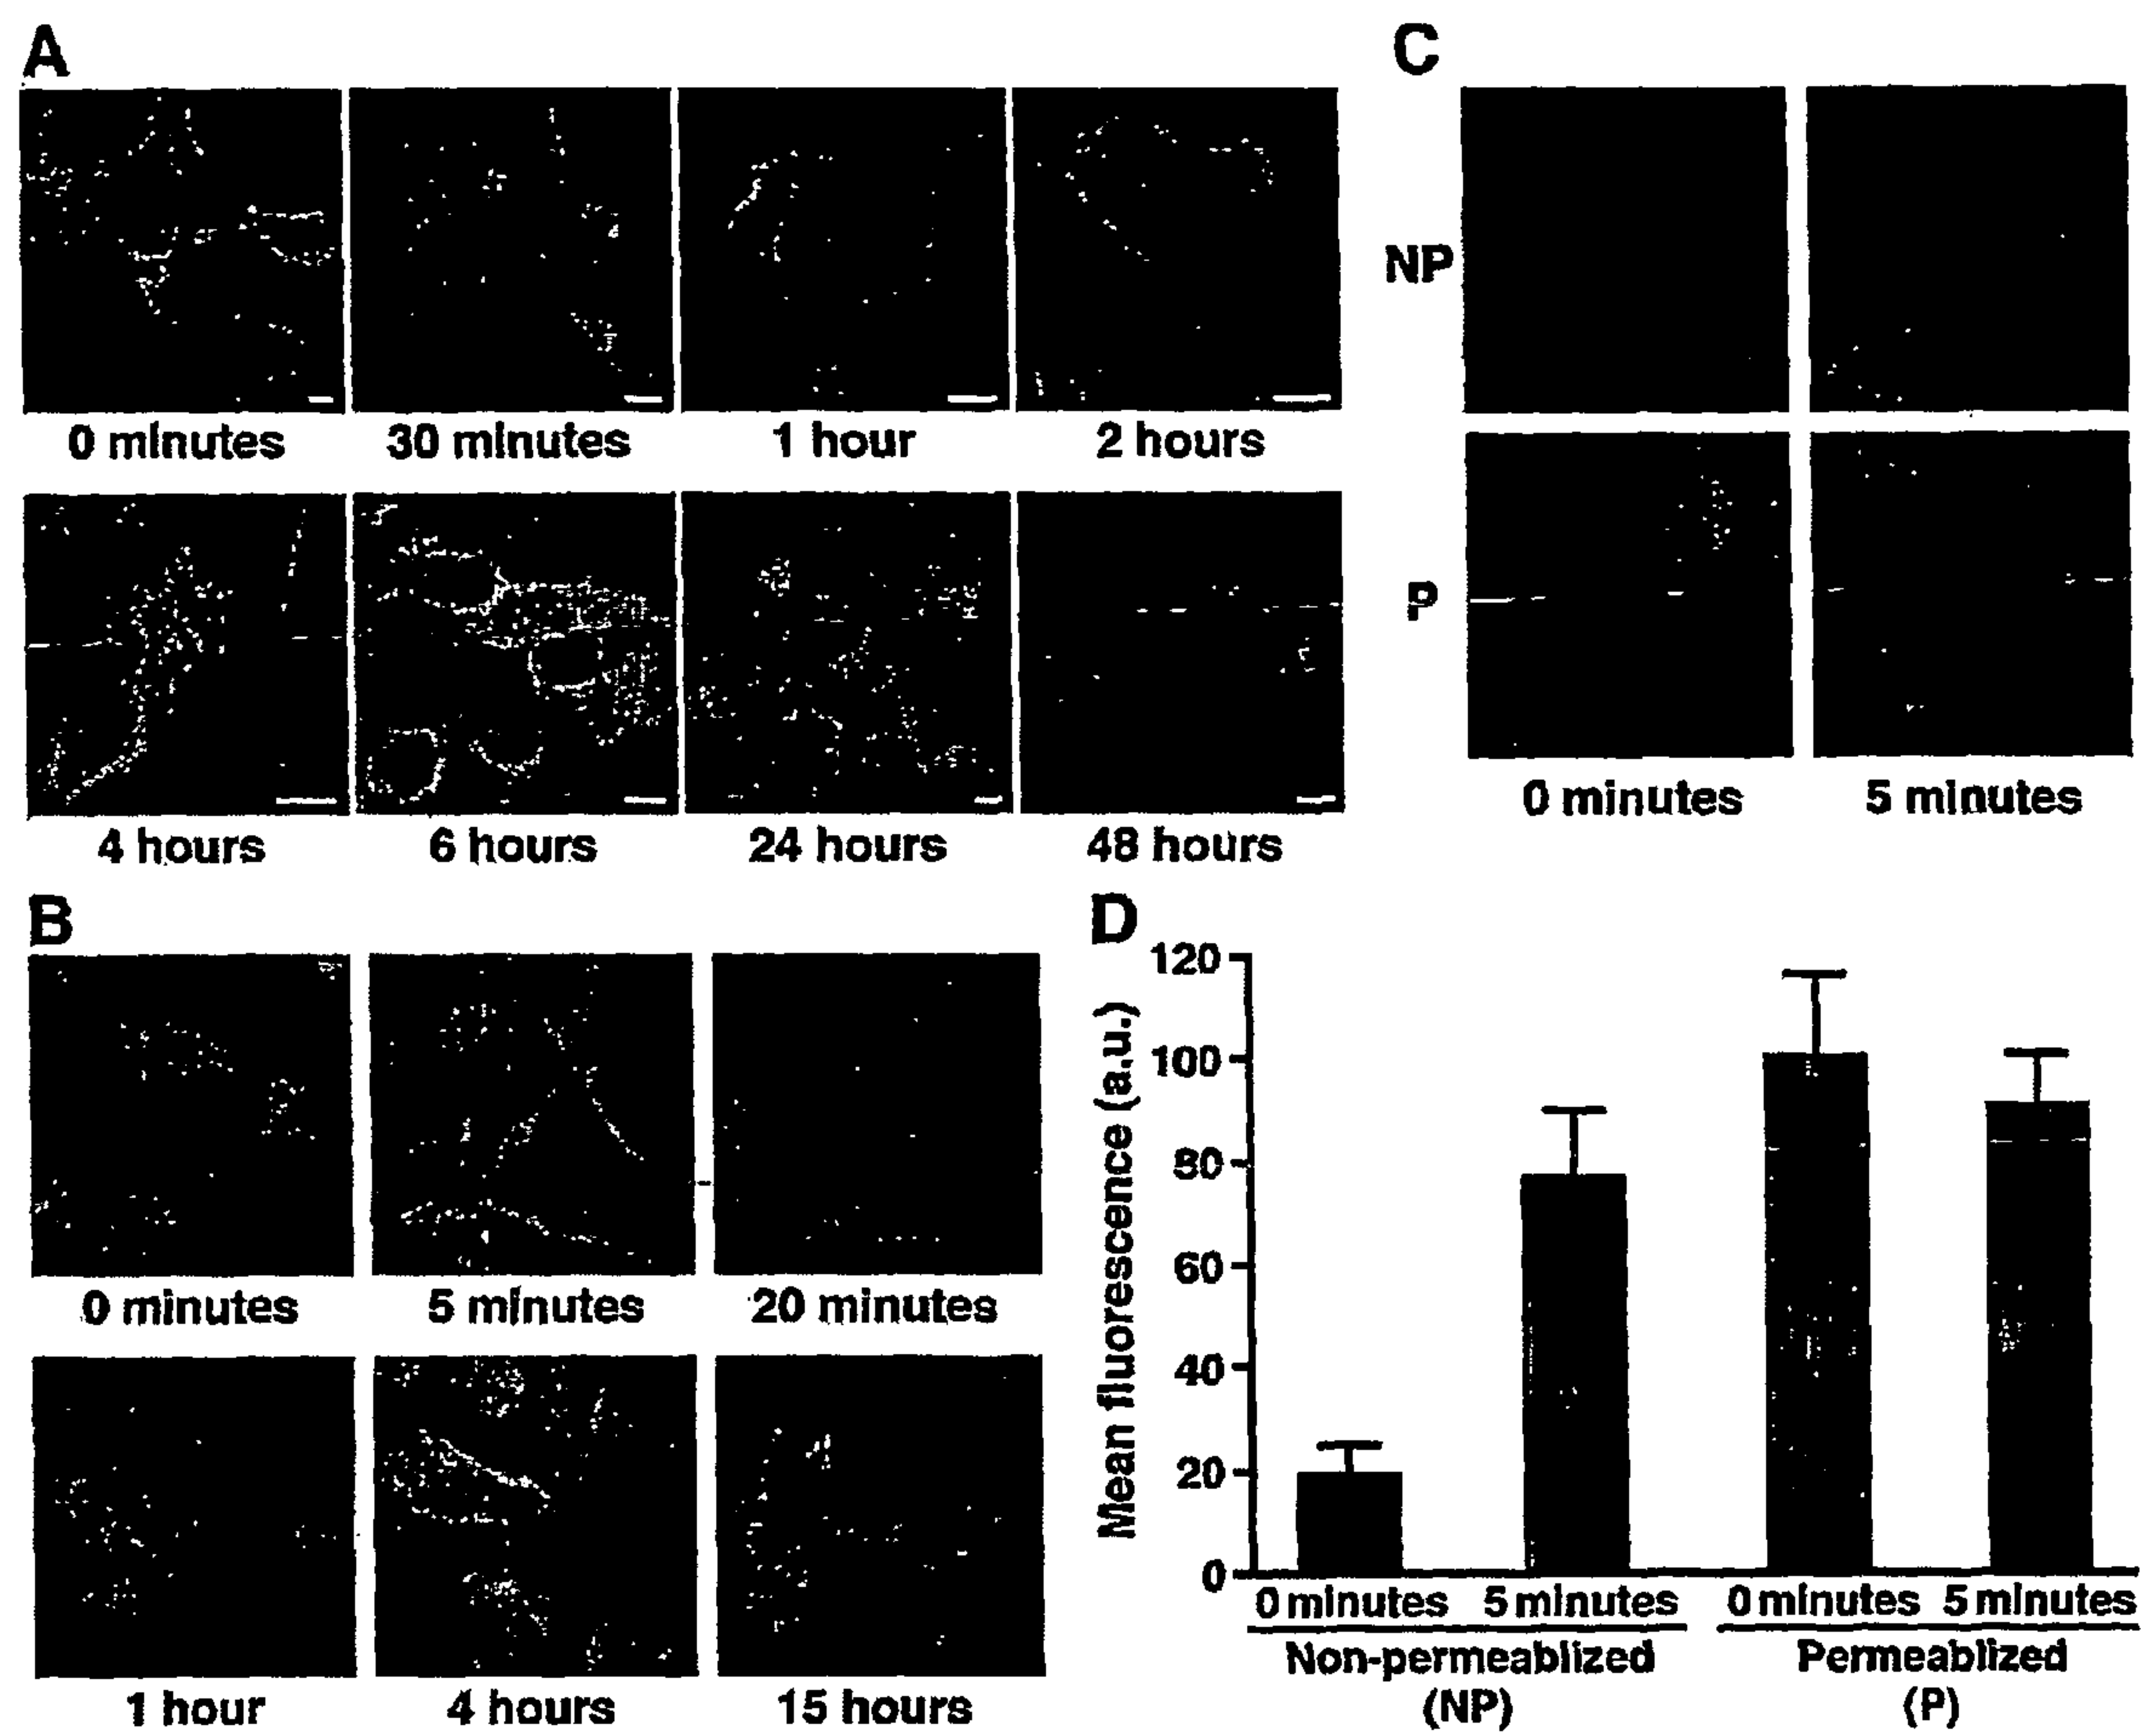 A
0 minutes 30 minutes 1 hour 2 hours
4 hours 6 hours 24 hours 48 hours
B
0 minutes 5 minutes 20 minutes
1 hour 4 hours 15 hours
C
NP
P
0 minutes 5 minutes
D
Mean fluorescence (a.u.)
120
100
80
60
40
20
0
0 minutes 5 minutes 0 minutes 5 minutes
Non-permeablized Permeablized
(NP) (P)